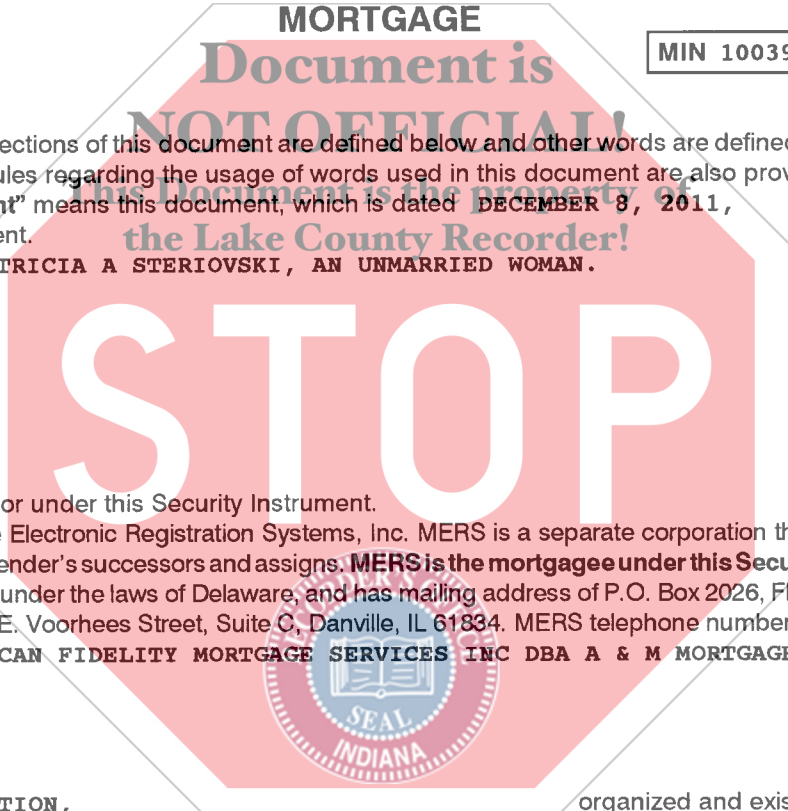 MORTGAGE
Document is
MIN 10039
NOT OFFICIAL!
ections of this document are defined below and other words are defined
ules regarding the usage of words used in this document are also prov
This Document is the property of
nt” means this document, which is dated DECEMBER 8, 2011,
the Lake County Recorder!
ent.
TRICIA A STERIOVSKI, AN UNMARRIED WOMAN.
STOP
or under this Security Instrument.
e Electronic Registration Systems, Inc. MERS is a separate corporation th
ender's successors and assigns. MERS is the mortgagee under this Secu
under the laws of Delaware, and has mailing address of P.O. Box 2026, Fl
E. Voorhees Street, Suite C, Danville, IL 61834. MERS telephone number
CAN FIDELITY MORTGAGE SERVICES INC DBA A & M MORTGAGE
SEAL
INDIANA
TION,
organized and exis